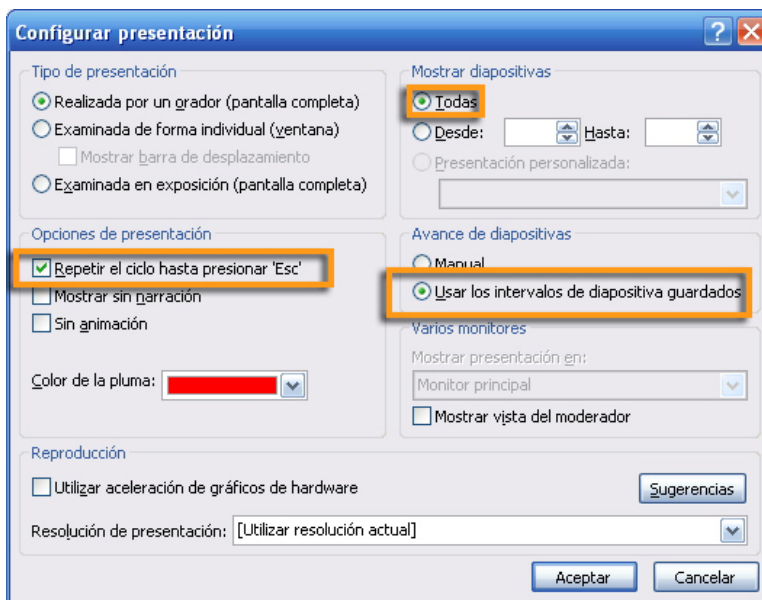 Configurar presentación
Tipo de presentación
Realizada por un orador (pantalla completa)
Examinada de forma individual (ventana)
Mostrar barra de desplazamiento
Examinada en exposición (pantalla completa)
Mostrar diapositivas
Todas
Desde: Hasta:
Presentación personalizada:
Opciones de presentación
Repetir el ciclo hasta presionar 'Esc'
Mostrar sin narración
Sin animación
Color de la pluma:
Avance de diapositivas
Manual
Usar los intervalos de diapositiva guardados
Varios monitores
Mostrar presentación en:
Monitor principal
Mostrar vista del moderador
Reproducción
Utilizar aceleración de gráficos de hardware
Sugerencias
Resolución de presentación: [Utilizar resolución actual]
Aceptar Cancelar